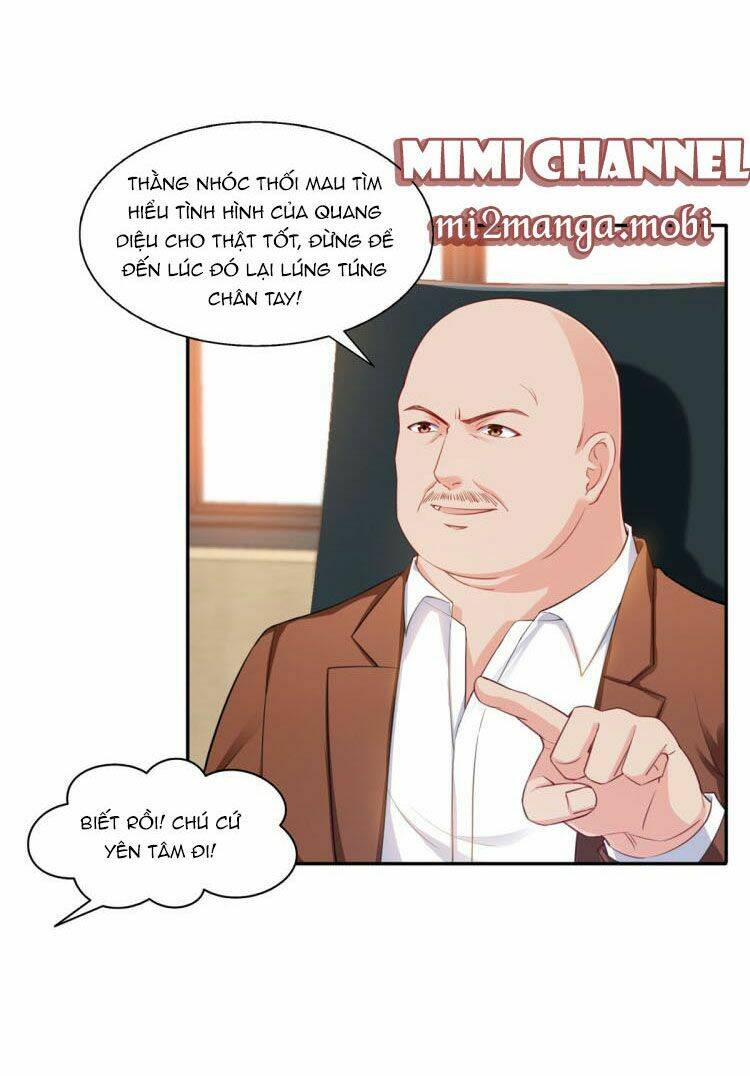 THẰNG NHÓC THỐI MAU TÌM
HIỂU TÌNH HÌNH CỦA QUANG
DIỆU CHO THẬT TỐT, ĐỪNG ĐỂ
ĐẾN LÚC ĐÓ LẠI LÚNG TÚNG
CHÂN TAY!
MIMI CHANNEL
mi2manga.mobi
BIẾT RỒI! CHÚ CỨ
YÊN TÂM ĐI!